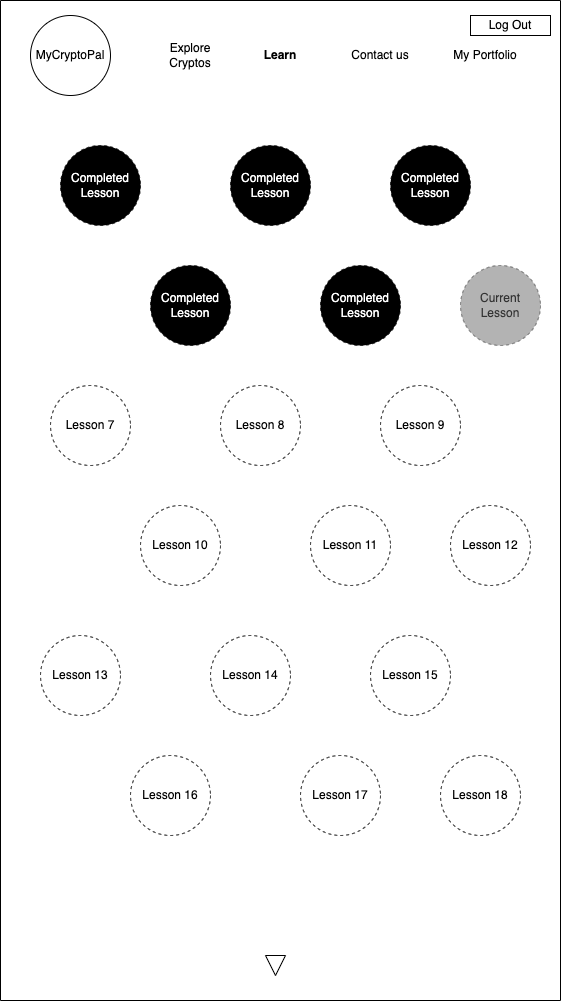 Log Out
MyCryptoPal
Explore
Cryptos
Learn
Contact us
My Portfolio
Completed
Lesson
Completed
Lesson
Completed
Lesson
Completed
Lesson
Completed
Lesson
Current
Lesson
Lesson 7
Lesson 8
Lesson 9
Lesson 10
Lesson 11
Lesson 12
Lesson 13
Lesson 14
Lesson 15
Lesson 16
Lesson 17
Lesson 18